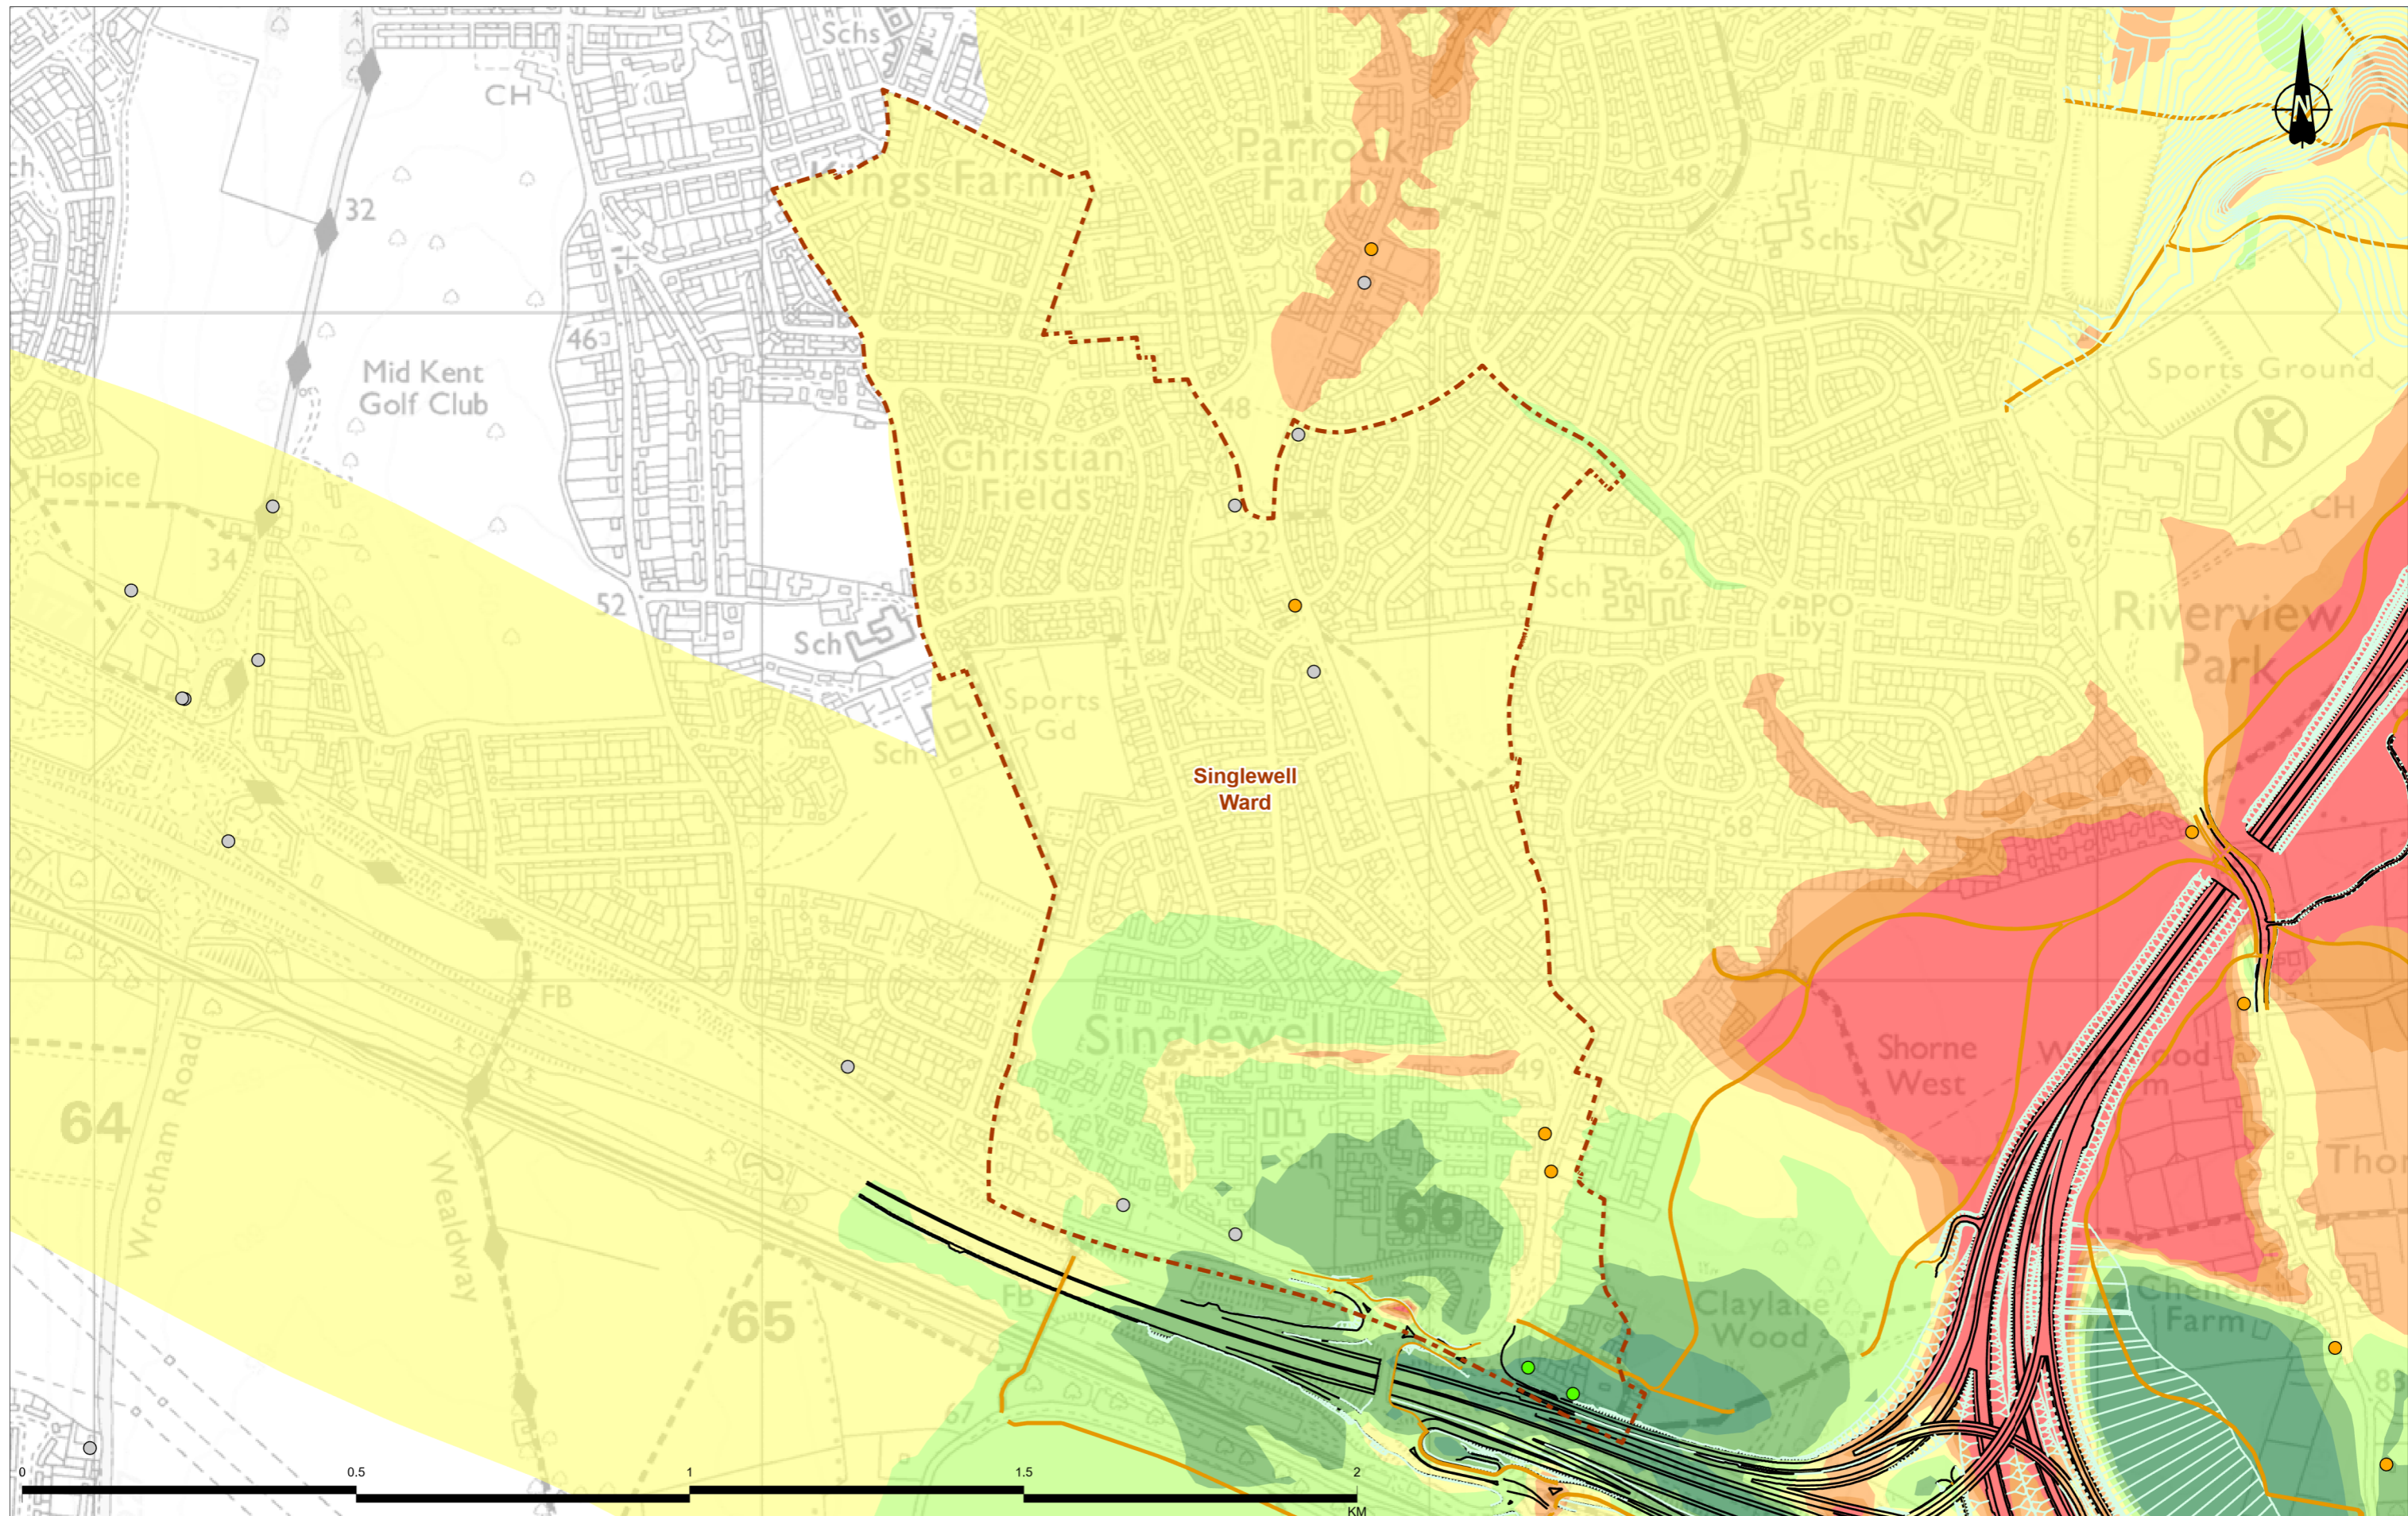 41
Schs
CH
N
Parrock
Farm
Kings Farm
48
32
Schs
46
Mid Kent
Golf Club
Sports Ground
48
Christian
Fields
Hospice
CH
34
32
67
63
Sch
62
52
PO
Liby
Riverview
Park
Sch
Sports
Gd
Sch
Singlewell
Ward
FB
Singlewell
Shorne
West
49
64
66
Wrotham Road
Wealdway
66
Claylane
Wood
Farm
FB
65
67
0
0.5
1
1.5
2
KM